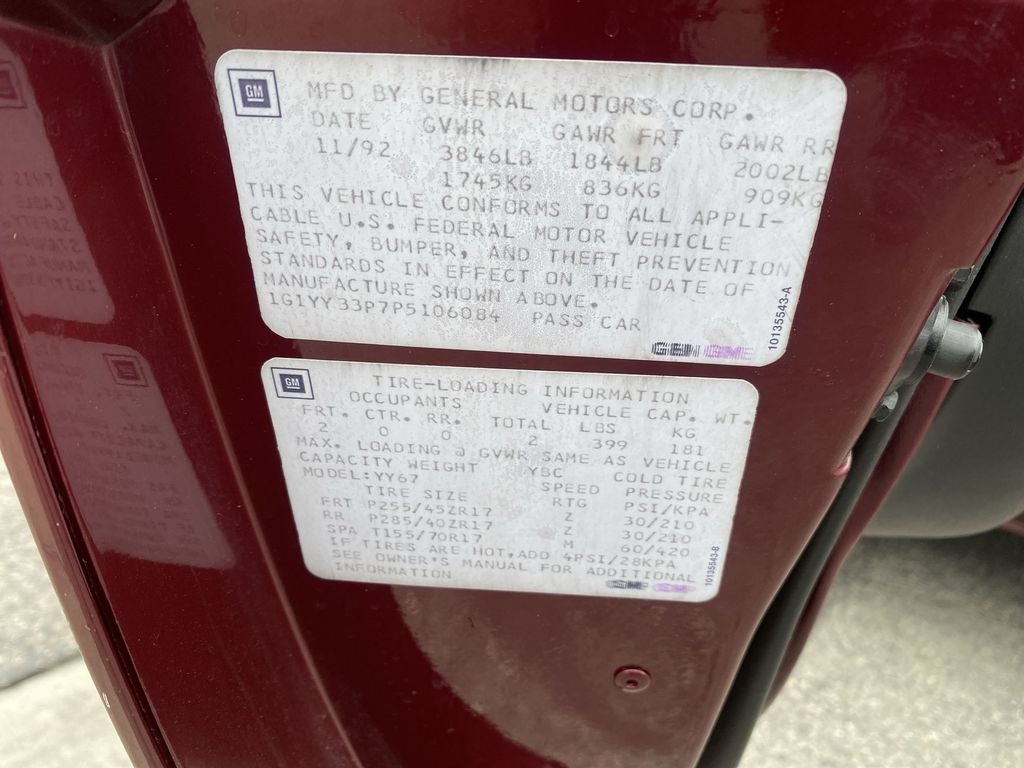 GM MFD BY GENERAL MOTORS CORP.
DATE GVWR GAWR FRT GAWR RR
11/92 3846LB 1844LB 2002LB
1745KG 836KG 909KG
THIS VEHICLE CONFORMS TO ALL APPLI-
CABLE U.S. FEDERAL MOTOR VEHICLE
SAFETY, BUMPER, AND THEFT PREVENTION
STANDARDS IN EFFECT ON THE DATE OF
MANUFACTURE SHOWN ABOVE.
1G1YY33P7P5106084 PASS CAR
10135543-A
GM TIRE-LOADING INFORMATION
OCCUPANTS VEHICLE CAP. WT.
FRT. CTR. RR. TOTAL LBS KG
2 0 0 2 399 181
MAX. LOADING @ GVWR SAME AS VEHICLE
CAPACITY WEIGHT YBC COLD TIRE
MODEL:YY67 SPEED PRESSURE
TIRE SIZE RTG PSI/KPA
FRT P255/45ZR17 Z 30/210
RR P285/40ZR17 Z 30/210
SPA T155/70R17 M 60/420
IF TIRES ARE HOT,ADD 4PSI/28KPA
SEE OWNER'S MANUAL FOR ADDITIONAL
INFORMATION
10135543-B